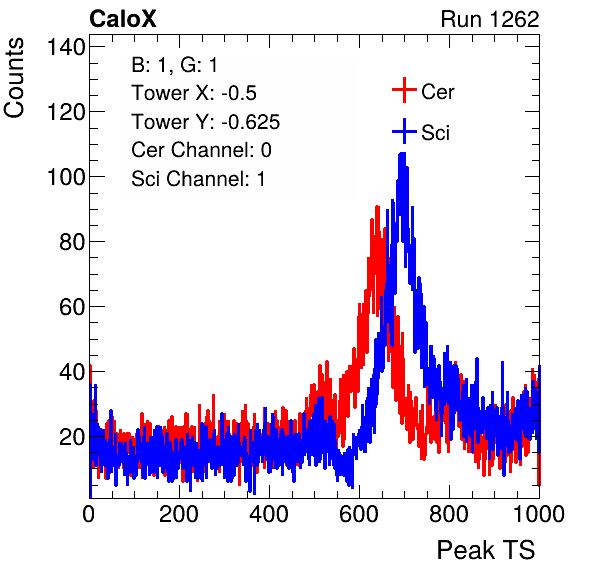 CaloX Run 1262
Counts
140
120
100
80
60
40
20
B: 1, G: 1
Tower X: -0.5
Tower Y: -0.625
Cer Channel: 0
Sci Channel: 1
Cer
Sci
0 200 400 600 800 1000
Peak TS